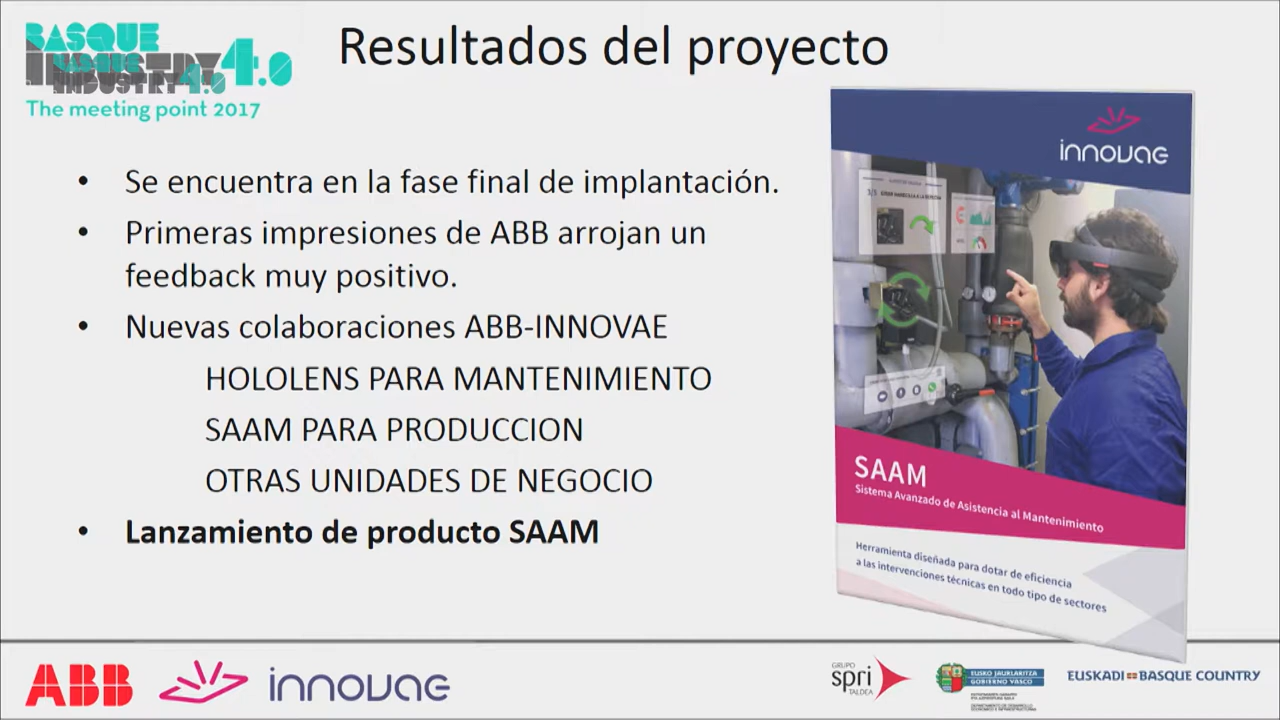 BASQUE
INDUSTRY 4.0
The meeting point 2017
Resultados del proyecto
• Se encuentra en la fase final de implantación.
• Primeras impresiones de ABB arrojan un
feedback muy positivo.
• Nuevas colaboraciones ABB-INNOVAE
HOLOLENS PARA MANTENIMIENTO
SAAM PARA PRODUCCION
OTRAS UNIDADES DE NEGOCIO
• Lanzamiento de producto SAAM
innovae
SAAM
Sistema Avanzado de Asistencia al Mantenimiento
Herramienta diseñada para dotar de eficiencia
a las intervenciones técnicas en todo tipo de sectores
ABB
innovae
GRUPO
spri
TALDEA
EUSKO JAURLARITZA
GOBIERNO VASCO
EUSKADI BASQUE COUNTRY